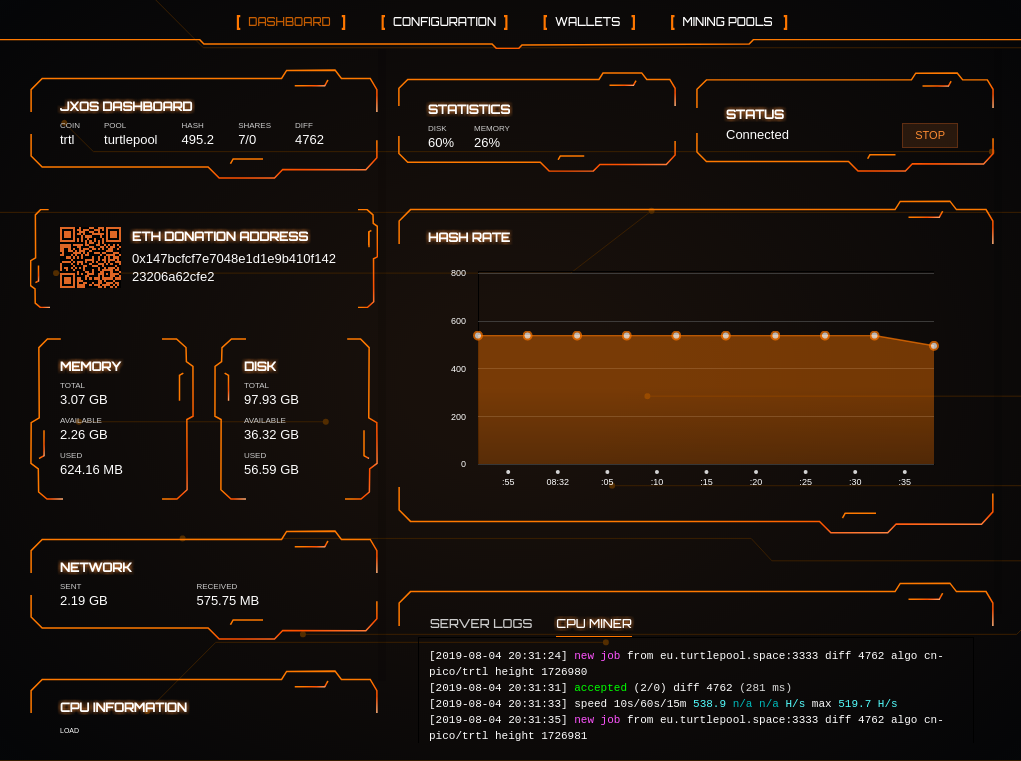 [ DASHBOARD ] [ CONFIGURATION ] [ WALLETS ] [ MINING POOLS ]
JXOS DASHBOARD
COIN POOL HASH SHARES DIFF
trtl turtlepool 495.2 7/0 4762
STATISTICS
DISK MEMORY
60% 26%
STATUS
Connected STOP
ETH DONATION ADDRESS
0x147bcfcf7e7048e1d1e9b410f142
23206a62cfe2
HASH RATE
800
600
400
200
0
:55 08:32 :05 :10 :15 :20 :25 :30 :35
MEMORY
TOTAL
3.07 GB
AVAILABLE
2.26 GB
USED
624.16 MB
DISK
TOTAL
97.93 GB
AVAILABLE
36.32 GB
USED
56.59 GB
NETWORK
SENT RECEIVED
2.19 GB 575.75 MB
CPU INFORMATION
LOAD
SERVER LOGS CPU MINER
[2019-08-04 20:31:24] new job from eu.turtlepool.space:3333 diff 4762 algo cn-
pico/trtl height 1726980
[2019-08-04 20:31:31] accepted (2/0) diff 4762 (281 ms)
[2019-08-04 20:31:33] speed 10s/60s/15m 538.9 n/a n/a H/s max 519.7 H/s
[2019-08-04 20:31:35] new job from eu.turtlepool.space:3333 diff 4762 algo cn-
pico/trtl height 1726981